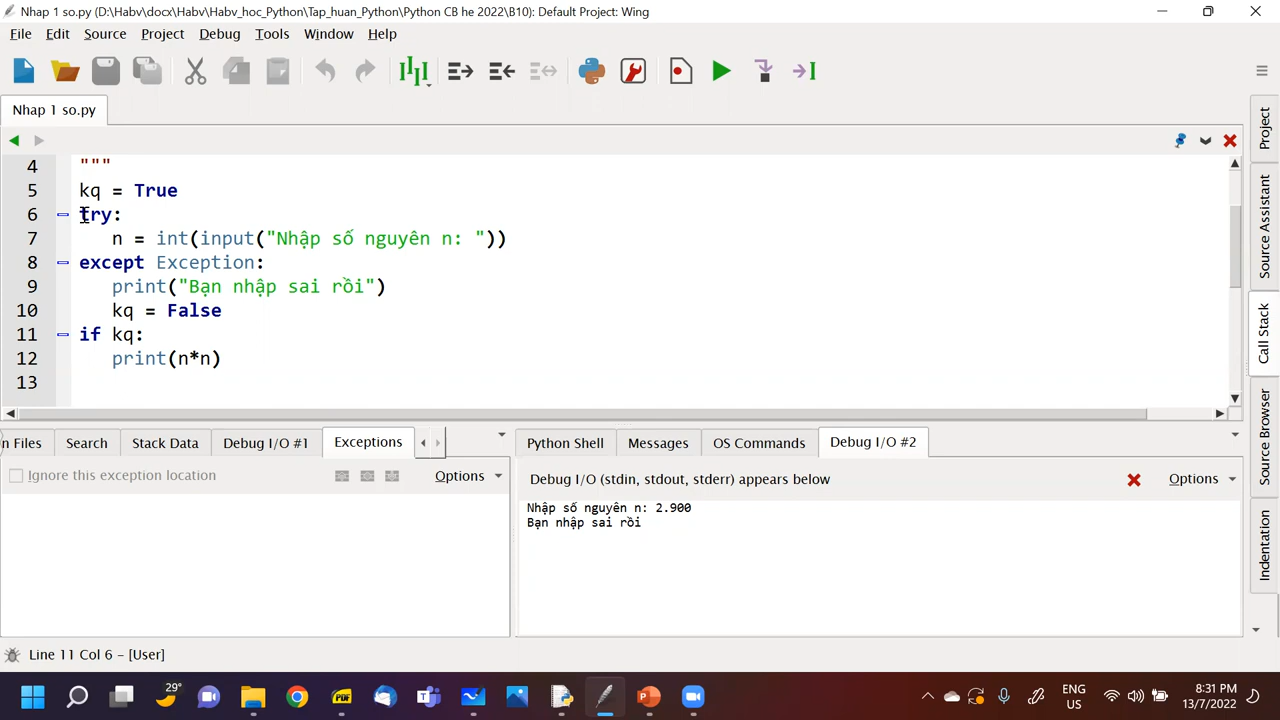 Nhap 1 so.py (D:\Habv\docx\Habv\Habv_hoc_Python\Tap_huan_Python\Python CB he 2022\B10): Default Project: Wing
File Edit Source Project Debug Tools Window Help
Nhap 1 so.py
4 """
5 kq = True
6 try:
7 n = int(input("Nhập số nguyên n: "))
8 except Exception:
9 print("Bạn nhập sai rồi")
10 kq = False
11 if kq:
12 print(n*n)
13
Project
Source Assistant
Call Stack
Source Browser
Indentation
n Files Search Stack Data Debug I/O #1 Exceptions
Ignore this exception location Options
Python Shell Messages OS Commands Debug I/O #2
Debug I/O (stdin, stdout, stderr) appears below Options
Nhập số nguyên n: 2.900
Bạn nhập sai rồi
Line 11 Col 6 – [User]
29°
PDF
ENG
US
8:31 PM
13/7/2022